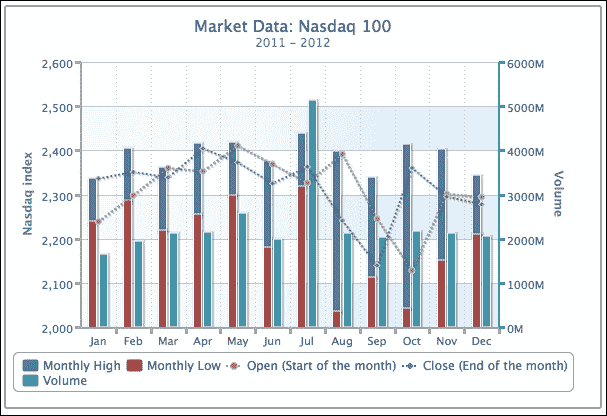 Market Data: Nasdaq 100
2011 – 2012
2,600
2,500
2,400
2,300
2,200
2,100
2,000
Nasdaq index
6000M
5000M
4000M
3000M
2000M
1000M
0M
Volume
Jan Feb Mar Apr May Jun Jul Aug Sep Oct Nov Dec
Monthly High Monthly Low Open (Start of the month) Close (End of the month)
Volume